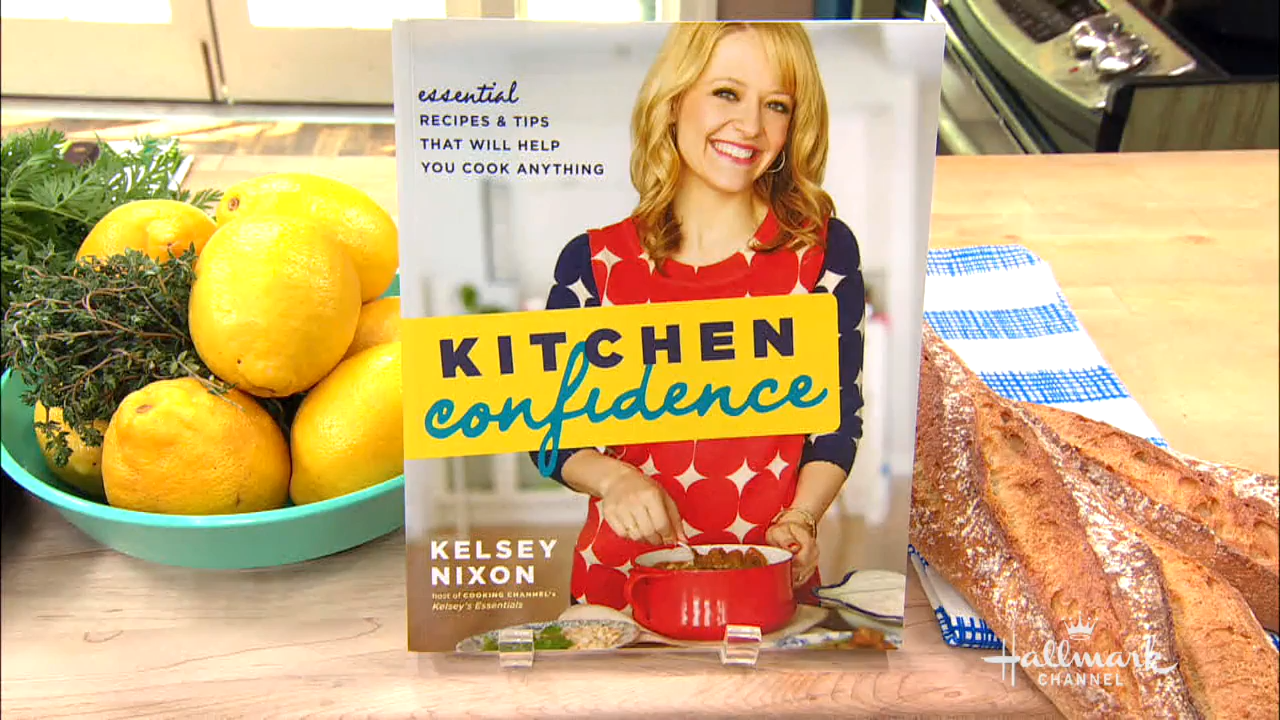 essential
RECIPES & TIPS
THAT WILL HELP
YOU COOK ANYTHING
KITCHEN
confidence
KELSEY
NIXON
host of COOKING CHANNEL's
Kelsey's Essentials
Hallmark
CHANNEL